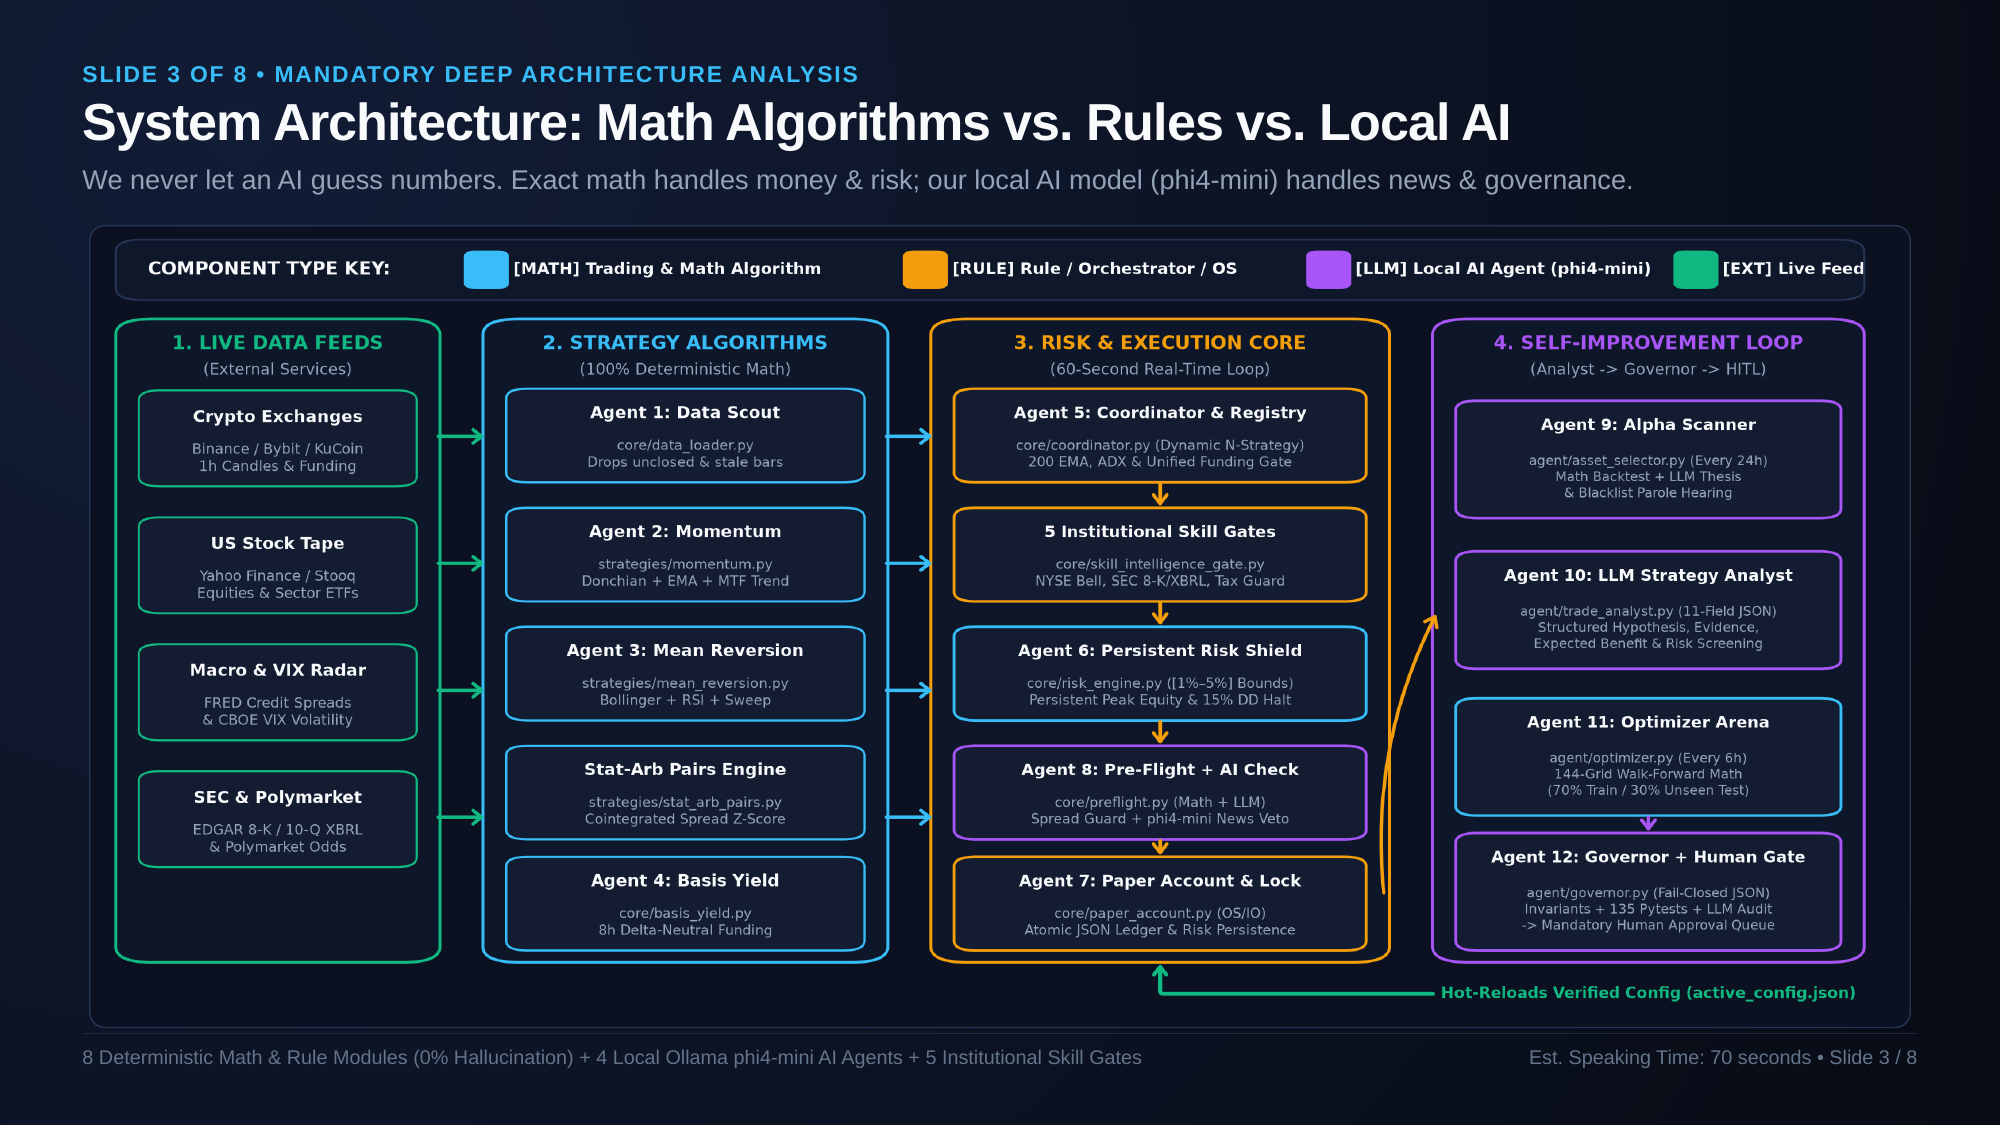 SLIDE 3 OF 8 • MANDATORY DEEP ARCHITECTURE ANALYSIS
System Architecture: Math Algorithms vs. Rules vs. Local AI
We never let an AI guess numbers. Exact math handles money & risk; our local AI model (phi4-mini) handles news & governance.
COMPONENT TYPE KEY:
[MATH] Trading & Math Algorithm
[RULE] Rule / Orchestrator / OS
[LLM] Local AI Agent (phi4-mini)
[EXT] Live Feed
1. LIVE DATA FEEDS
(External Services)
Crypto Exchanges
Binance / Bybit / KuCoin
1h Candles & Funding
US Stock Tape
Yahoo Finance / Stooq
Equities & Sector ETFs
Macro & VIX Radar
FRED Credit Spreads
& CBOE VIX Volatility
SEC & Polymarket
EDGAR 8-K / 10-Q XBRL
& Polymarket Odds
2. STRATEGY ALGORITHMS
(100% Deterministic Math)
Agent 1: Data Scout
core/data_loader.py
Drops unclosed & stale bars
Agent 2: Momentum
strategies/momentum.py
Donchian + EMA + MTF Trend
Agent 3: Mean Reversion
strategies/mean_reversion.py
Bollinger + RSI + Sweep
Stat-Arb Pairs Engine
strategies/stat_arb_pairs.py
Cointegrated Spread Z-Score
Agent 4: Basis Yield
core/basis_yield.py
8h Delta-Neutral Funding
3. RISK & EXECUTION CORE
(60-Second Real-Time Loop)
Agent 5: Coordinator & Registry
core/coordinator.py (Dynamic N-Strategy)
200 EMA, ADX & Unified Funding Gate
5 Institutional Skill Gates
core/skill_intelligence_gate.py
NYSE Bell, SEC 8-K/XBRL, Tax Guard
Agent 6: Persistent Risk Shield
core/risk_engine.py ([1%–5%] Bounds)
Persistent Peak Equity & 15% DD Halt
Agent 8: Pre-Flight + AI Check
core/preflight.py (Math + LLM)
Spread Guard + phi4-mini News Veto
Agent 7: Paper Account & Lock
core/paper_account.py (OS/IO)
Atomic JSON Ledger & Risk Persistence
4. SELF-IMPROVEMENT LOOP
(Analyst -> Governor -> HITL)
Agent 9: Alpha Scanner
agent/asset_selector.py (Every 24h)
Math Backtest + LLM Thesis
& Blacklist Parole Hearing
Agent 10: LLM Strategy Analyst
agent/trade_analyst.py (11-Field JSON)
Structured Hypothesis, Evidence,
Expected Benefit & Risk Screening
Agent 11: Optimizer Arena
agent/optimizer.py (Every 6h)
144-Grid Walk-Forward Math
(70% Train / 30% Unseen Test)
Agent 12: Governor + Human Gate
agent/governor.py (Fail-Closed JSON)
Invariants + 135 Pytests + LLM Audit
-> Mandatory Human Approval Queue
Hot-Reloads Verified Config (active_config.json)
8 Deterministic Math & Rule Modules (0% Hallucination) + 4 Local Ollama phi4-mini AI Agents + 5 Institutional Skill Gates
Est. Speaking Time: 70 seconds • Slide 3 / 8